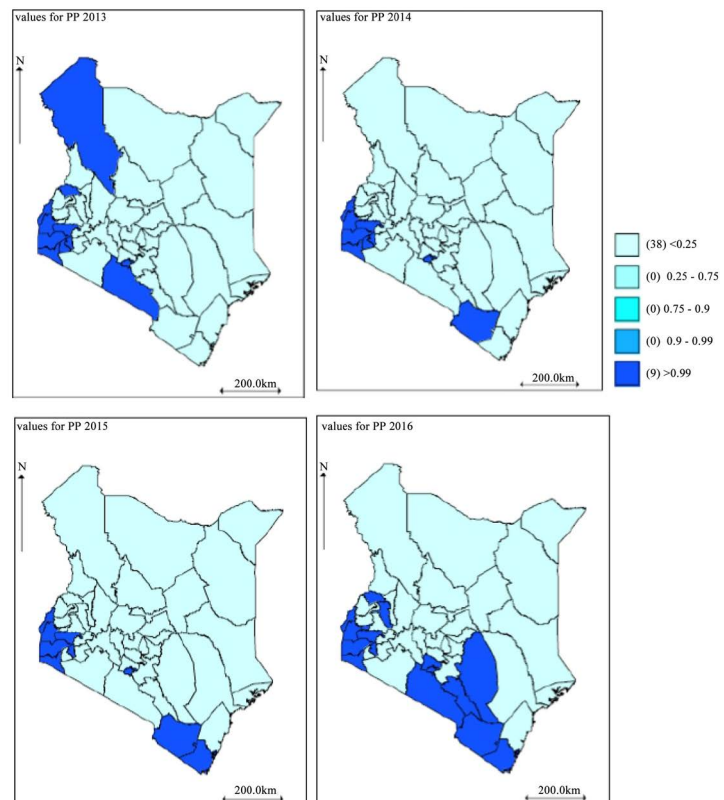 values for PP 2013
values for PP 2014
N
N
200.0km
200.0km
(38) <0.25
(0) 0.25 - 0.75
(0) 0.75 - 0.9
(0) 0.9 - 0.99
(9) >0.99
values for PP 2015
values for PP 2016
N
N
200.0km
200.0km